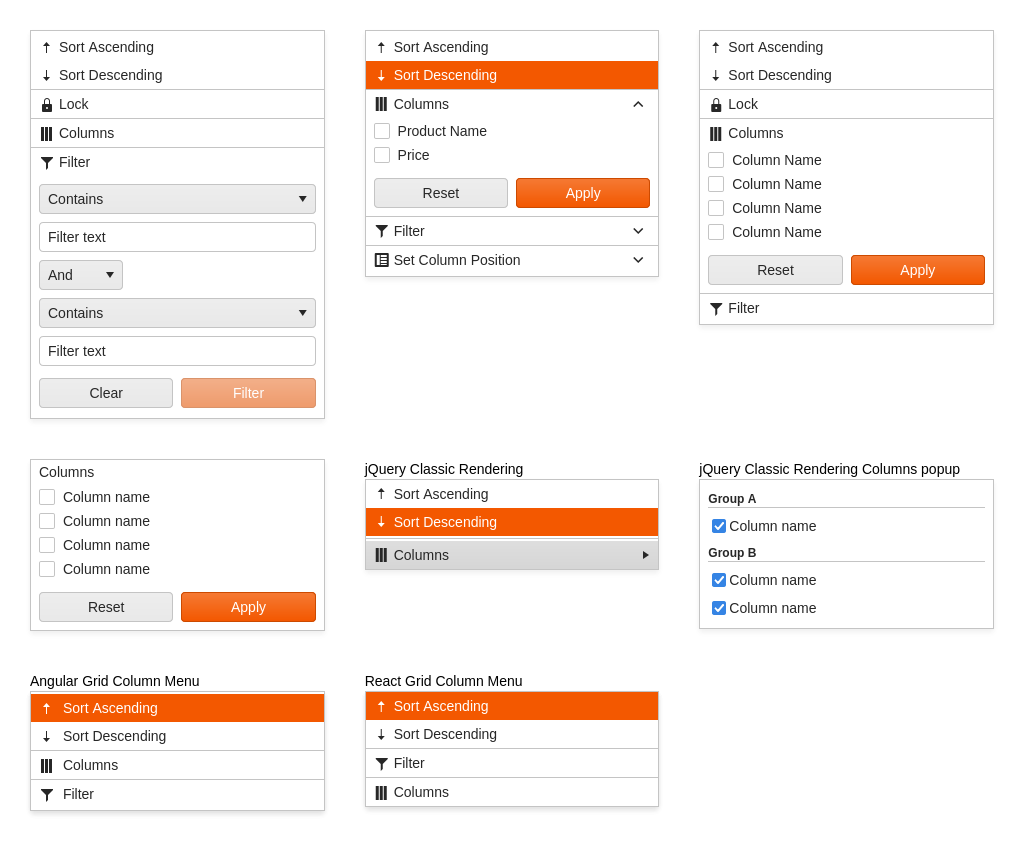 Sort Ascending
Sort Descending
Lock
Columns
Filter
Contains
Filter text
And
Contains
Filter text
Clear
Filter
Sort Ascending
Sort Descending
Columns
Product Name
Price
Reset
Apply
Filter
Set Column Position
Sort Ascending
Sort Descending
Lock
Columns
Column Name
Column Name
Column Name
Column Name
Reset
Apply
Filter
Columns
Column name
Column name
Column name
Column name
Reset
Apply
jQuery Classic Rendering
Sort Ascending
Sort Descending
Columns
jQuery Classic Rendering Columns popup
Group A
Column name
Group B
Column name
Column name
Angular Grid Column Menu
Sort Ascending
Sort Descending
Columns
Filter
React Grid Column Menu
Sort Ascending
Sort Descending
Filter
Columns